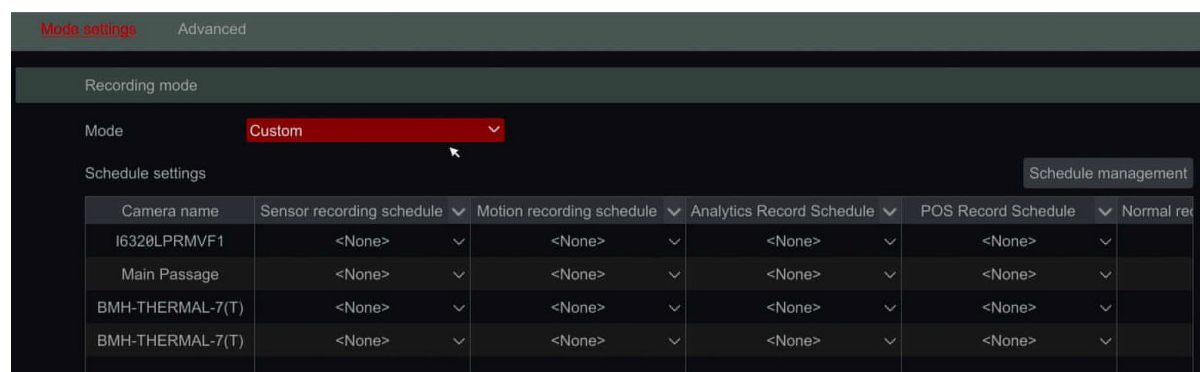 Mode settings Advanced
Recording mode
Mode Custom
Schedule settings Schedule management
Camera name Sensor recording schedule Motion recording schedule Analytics Record Schedule POS Record Schedule Normal rec
I6320LPRMVF1 <None> <None> <None> <None>
Main Passage <None> <None> <None> <None>
BMH-THERMAL-7(T) <None> <None> <None> <None>
BMH-THERMAL-7(T) <None> <None> <None> <None>